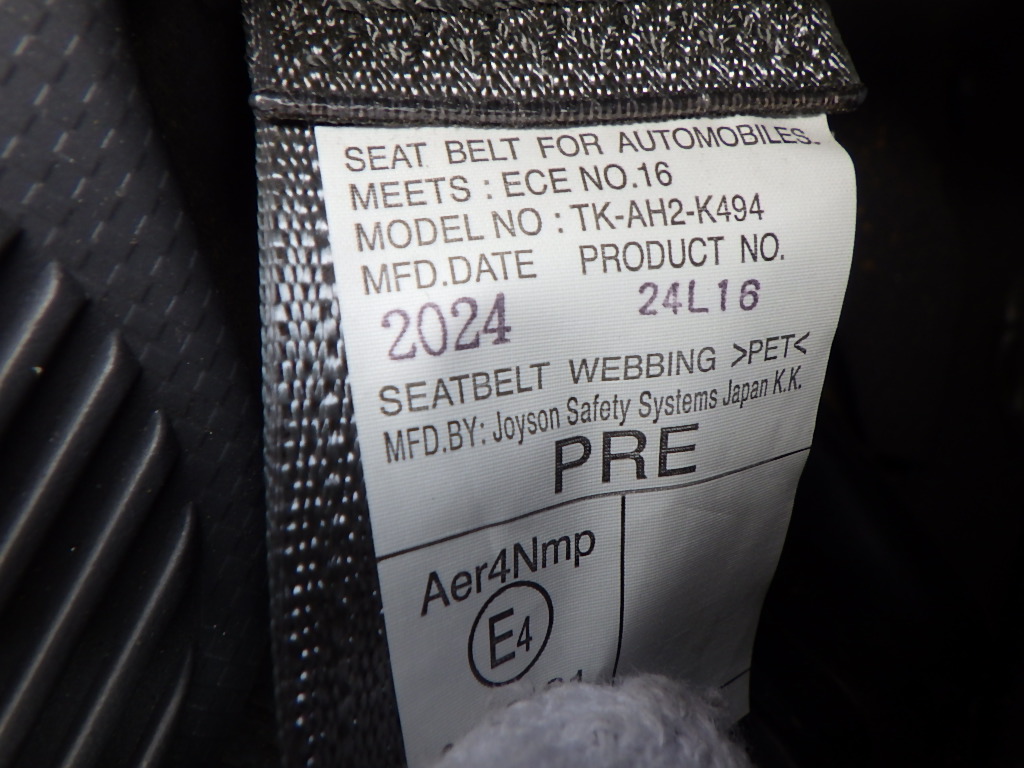 SEAT BELT FOR AUTOMOBILES.
MEETS : ECE NO.16
MODEL NO : TK-AH2-K494
MFD.DATE PRODUCT NO.
2024 24L16
SEATBELT WEBBING >PET<
MFD.BY: Joyson Safety Systems Japan K.K.
PRE
Aer4Nmp
E4